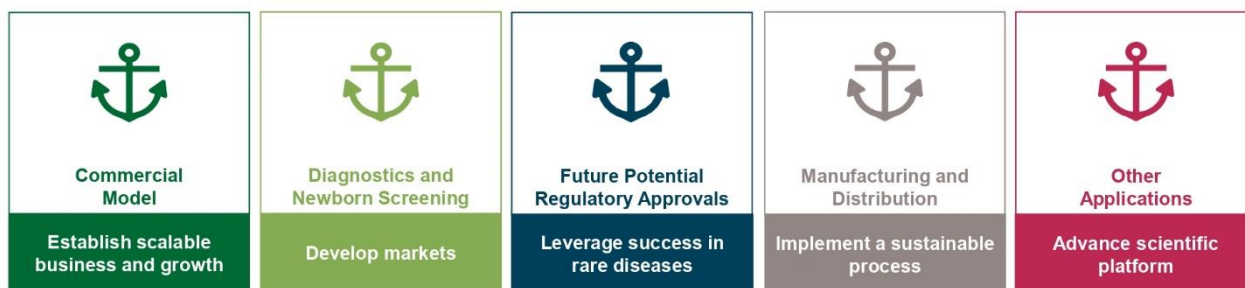 Commercial
Model
Establish scalable
business and growth
Diagnostics and
Newborn Screening
Develop markets
Future Potential
Regulatory Approvals
Leverage success in
rare diseases
Manufacturing and
Distribution
Implement a sustainable
process
Other
Applications
Advance scientific
platform